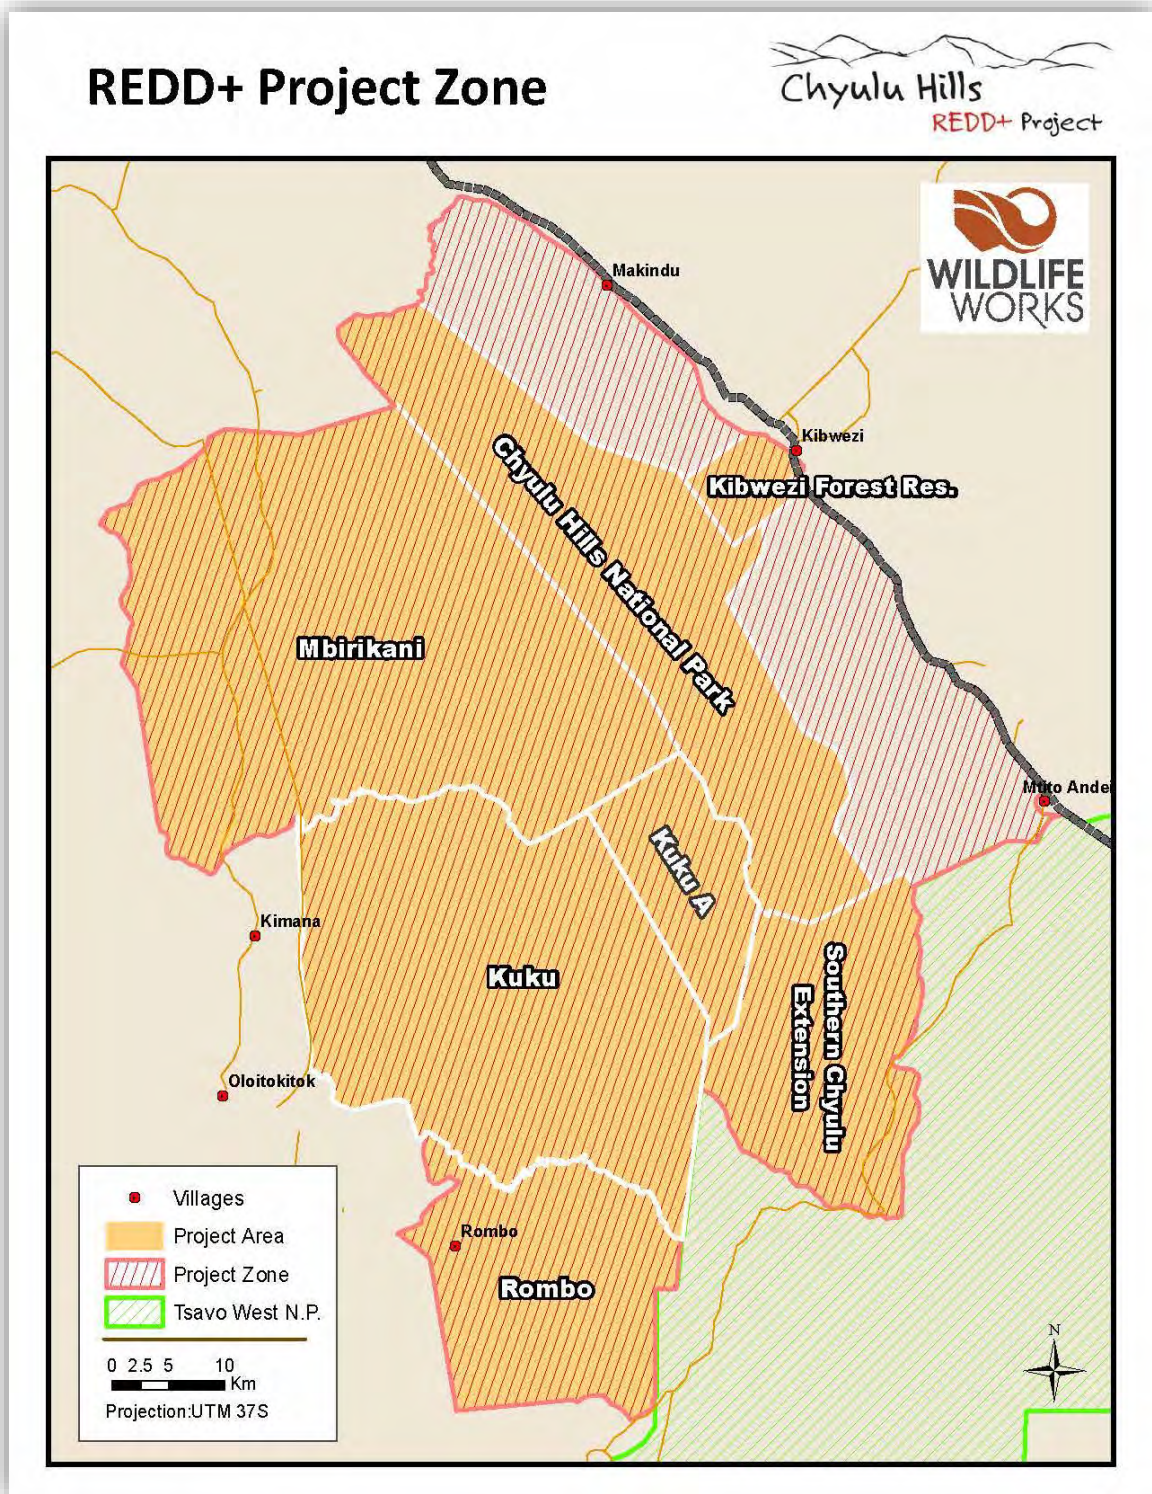 REDD+ Project Zone
Chyulu Hills
REDD+ Project
WILDLIFE
WORKS
Makindu
Kibwezi
Kibwezi Forest Res.
Chyulu Hills National Park
Mbirikani
Mtito Andei
Kuku A
Kimana
Kuku
Southern Chyulu
Extension
Oloitokitok
Rombo
Rombo
Villages
Project Area
Project Zone
Tsavo West N.P.
0 2.5 5 10
Km
Projection:UTM 37S
N